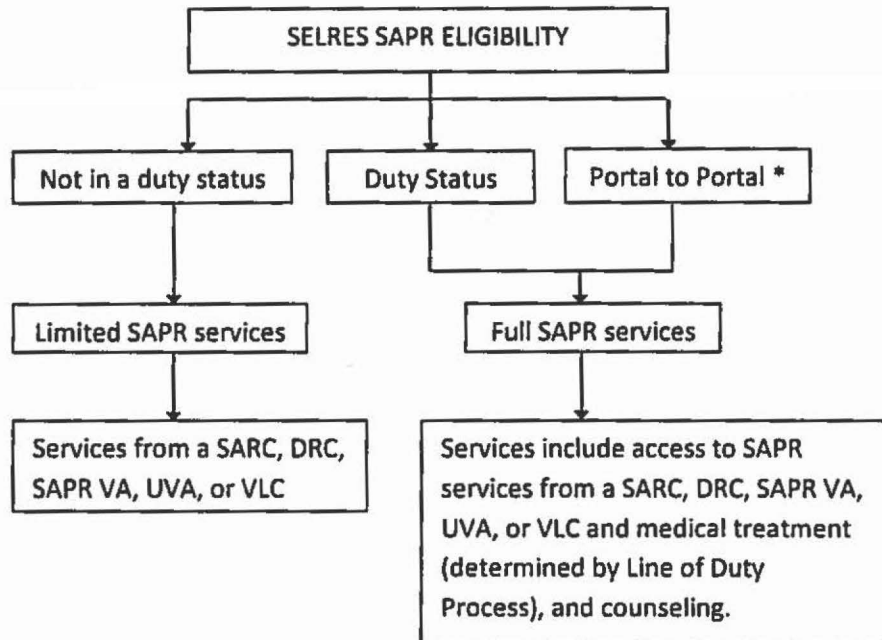 SELRES SAPR ELIGIBILITY
Not in a duty status
Duty Status
Portal to Portal *
Limited SAPR services
Full SAPR services
Services from a SARC, DRC,
SAPR VA, UVA, or VLC
Services include access to SAPR
services from a SARC, DRC, SAPR VA,
UVA, or VLC and medical treatment
(determined by Line of Duty
Process), and counseling.